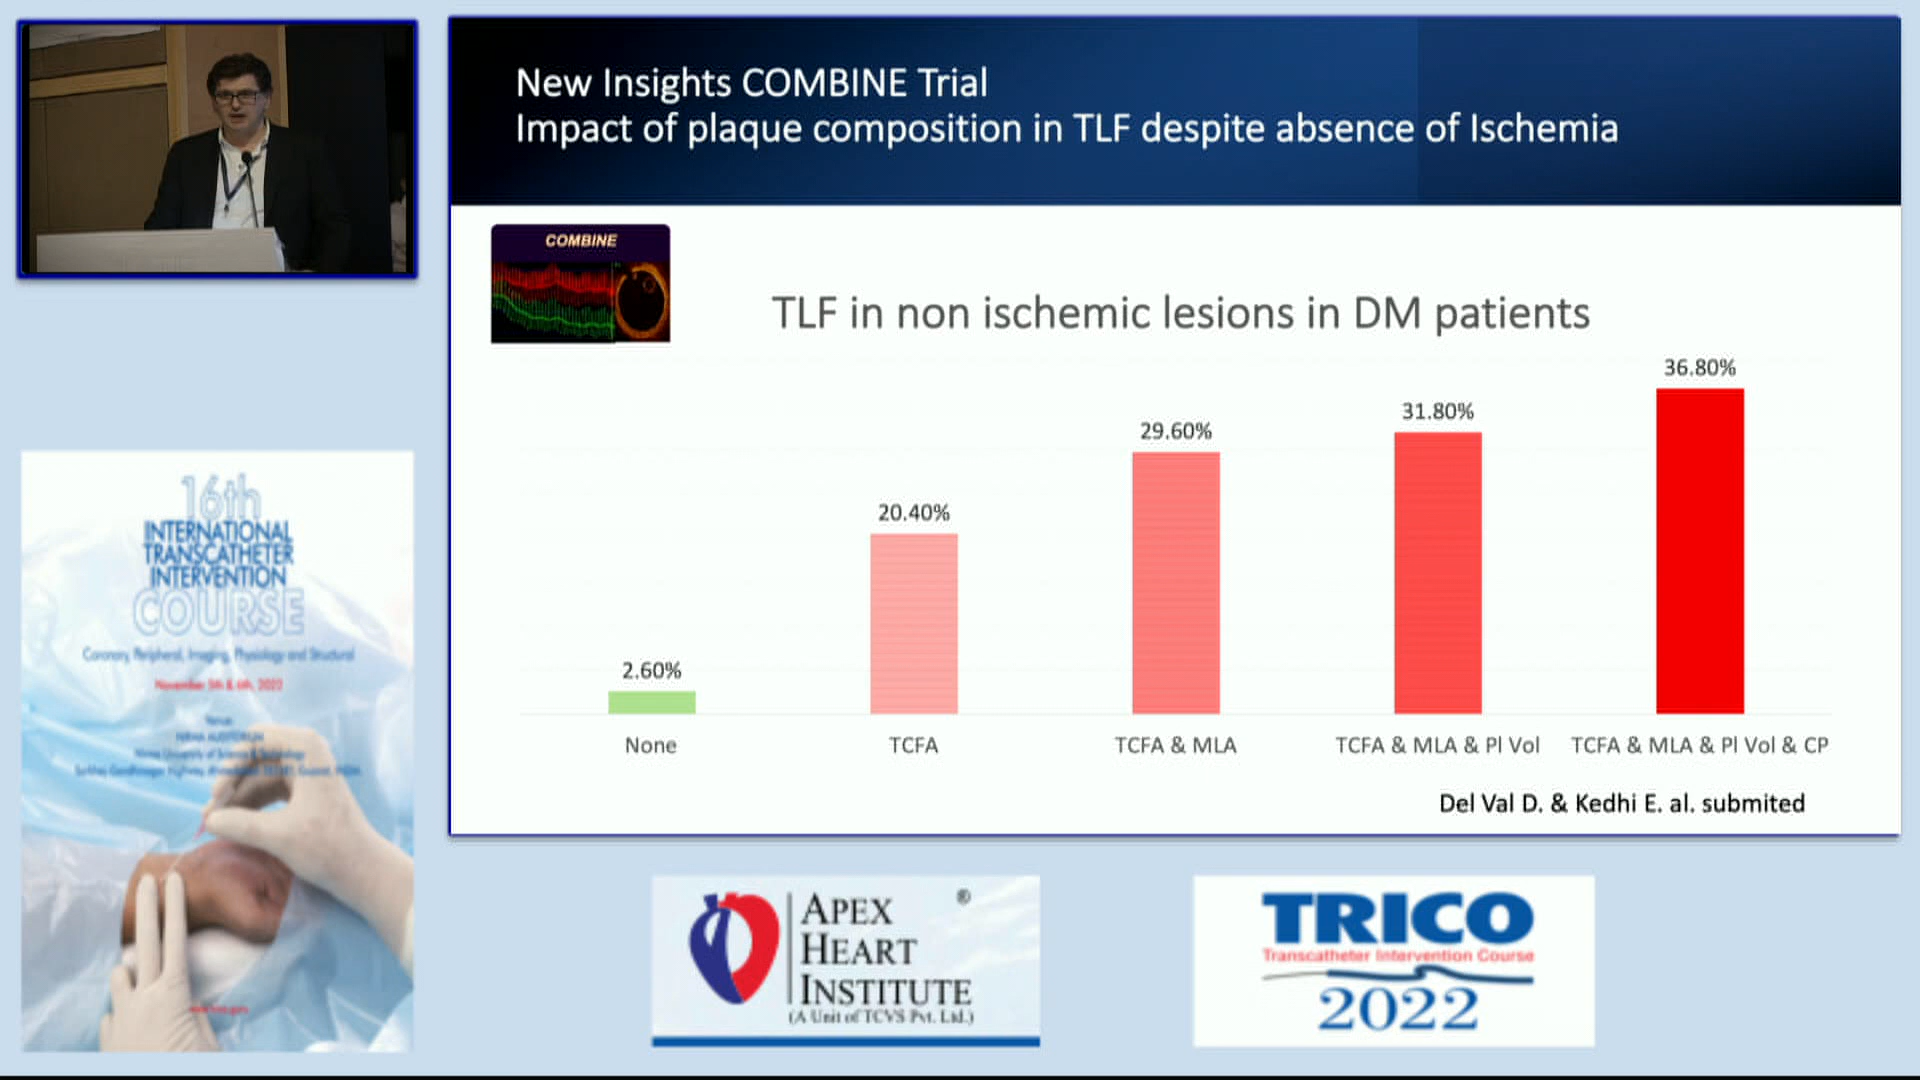 New Insights COMBINE Trial
Impact of plaque composition in TLF despite absence of Ischemia
COMBINE
TLF in non ischemic lesions in DM patients
36.80%
31.80%
29.60%
20.40%
2.60%
None
TCFA
TCFA & MLA
TCFA & MLA & Pl Vol
TCFA & MLA & Pl Vol & CP
Del Val D. & Kedhi E. al. submited
16th
INTERNATIONAL
TRANSCATHETER
INTERVENTION
COURSE
Coronary, Peripheral, Imaging, Physiology and Structural
November 5th & 6th, 2022
Venue
APEX
HEART
INSTITUTE
®
(A Unit of TCVS Pvt. Ltd.)
TRICO
Transcatheter Intervention Course
2022